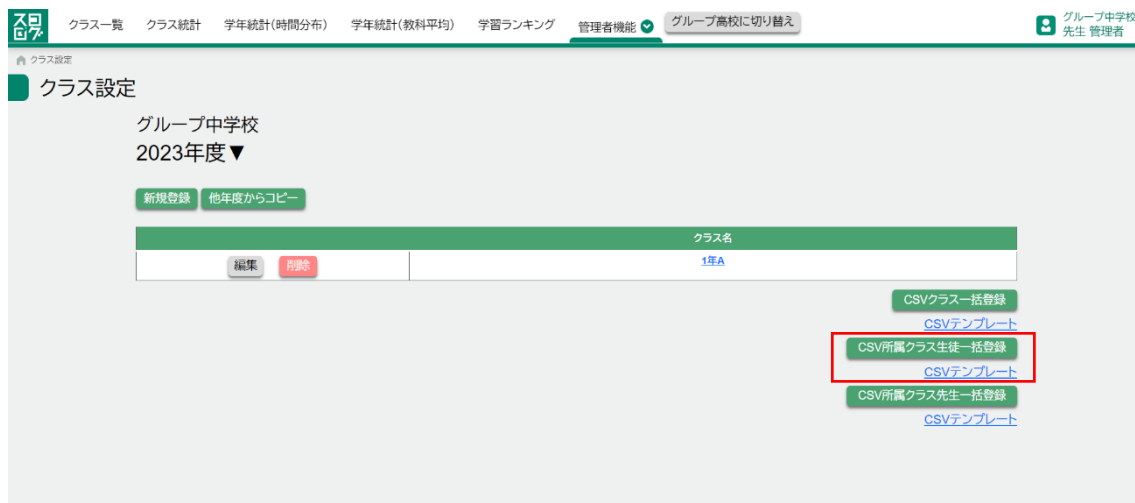 スコログ
クラス一覧 クラス統計 学年統計(時間分布) 学年統計(教科平均) 学習ランキング 管理者機能 グループ高校に切り替え グループ中学校
先生 管理者
クラス設定
クラス設定
グループ中学校
2023年度▼
新規登録 他年度からコピー
クラス名
編集 削除 1年A
CSVクラス一括登録
CSVテンプレート
CSV所属クラス生徒一括登録
CSVテンプレート
CSV所属クラス先生一括登録
CSVテンプレート